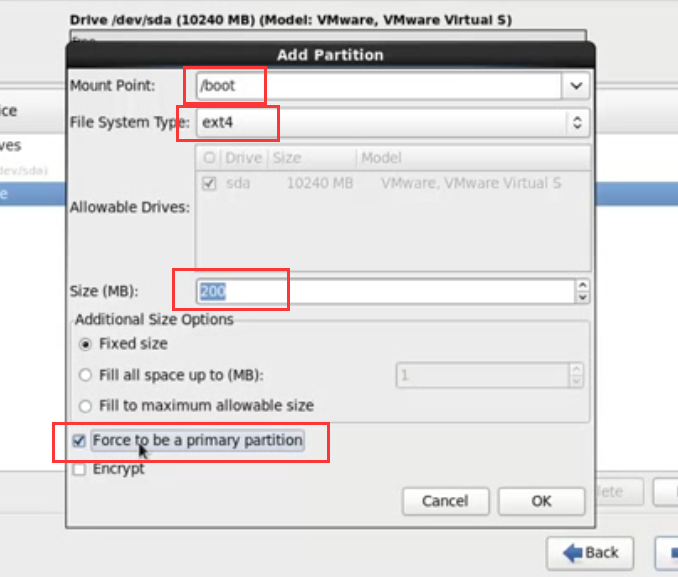 Drive /dev/sda (10240 MB) (Model: VMware, VMware Virtual S)
Free
Add Partition
Mount Point: /boot
File System Type: ext4
Drive Size Model
sda 10240 MB VMware, VMware Virtual S
Allowable Drives:
Size (MB): 200
Additional Size Options
Fixed size
Fill all space up to (MB): 1
Fill to maximum allowable size
Force to be a primary partition
Encrypt
Cancel OK
Back